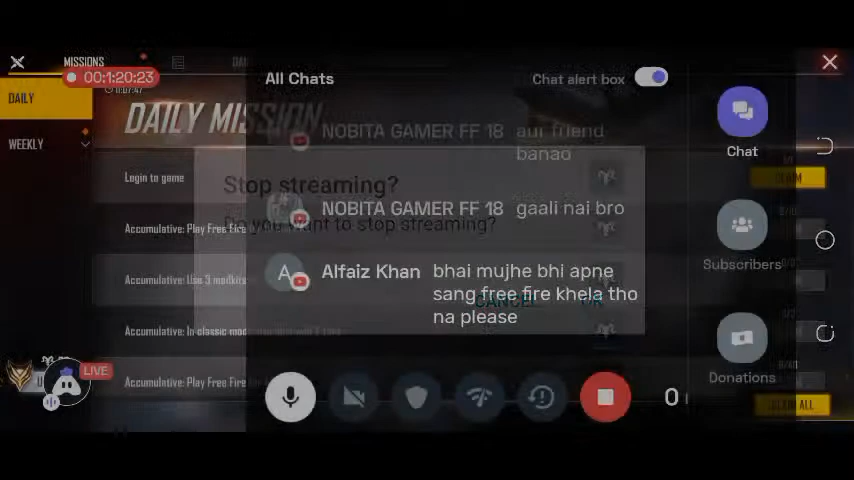 MISSIONS
00:1:20:23
DAILY
WEEKLY
DAILY MISSION
Login to game
Accumulative: Play Free Fire
Accumulative: Use 3 medkits
Accumulative: In classic mode
Accumulative: Play Free Fire
All Chats
Chat alert box
NOBITA GAMER FF 18 aur friend
banao
Stop streaming?
NOBITA GAMER FF 18 gaali nai bro
Do you want to stop streaming?
Alfaiz Khan bhai mujhe bhi apne
sang free fire khela tho
na please
CANCEL OK
Chat
CLAIM
Subscribers
Donations
LIVE
0
CLAIM ALL